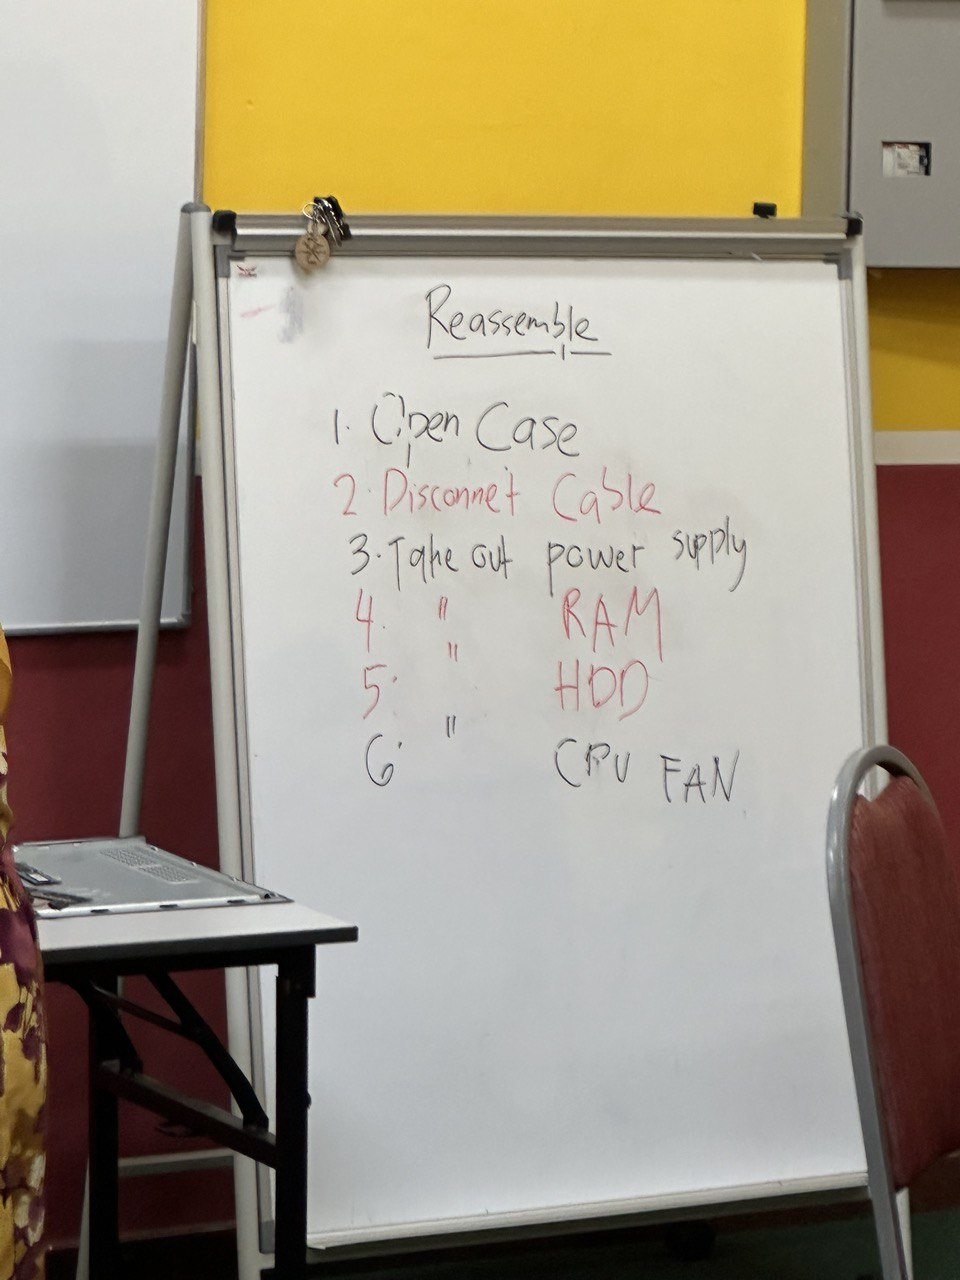 Reassemble
1. Open Case
2. Disconnet Cable
3. Take out power supply
4. " RAM
5. " HDD
6. " CPU FAN